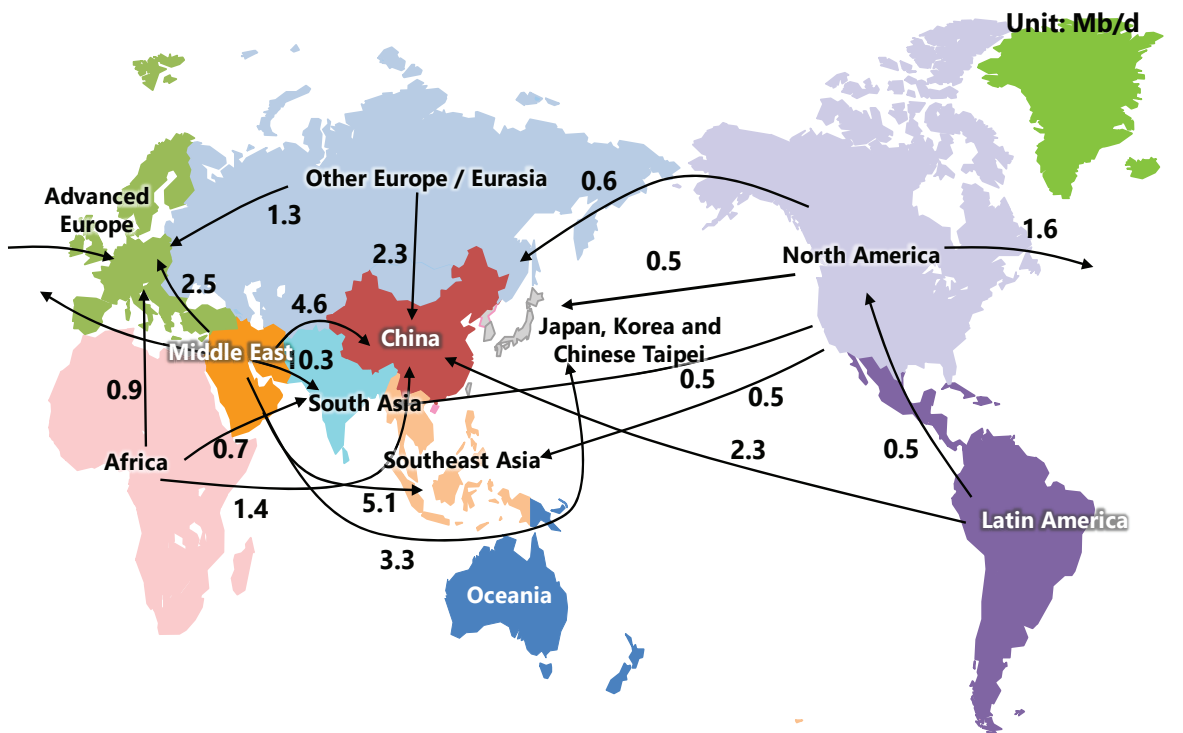 Unit: Mb/d
Other Europe / Eurasia
0.6
Advanced
Europe
1.3
1.6
2.3
North America
0.5
2.5
4.6
Japan, Korea and
Chinese Taipei
China
Middle East
10.3
0.5
0.9
South Asia
0.5
0.7
2.3
0.5
Africa
Southeast Asia
5.1
1.4
Latin America
3.3
Oceania